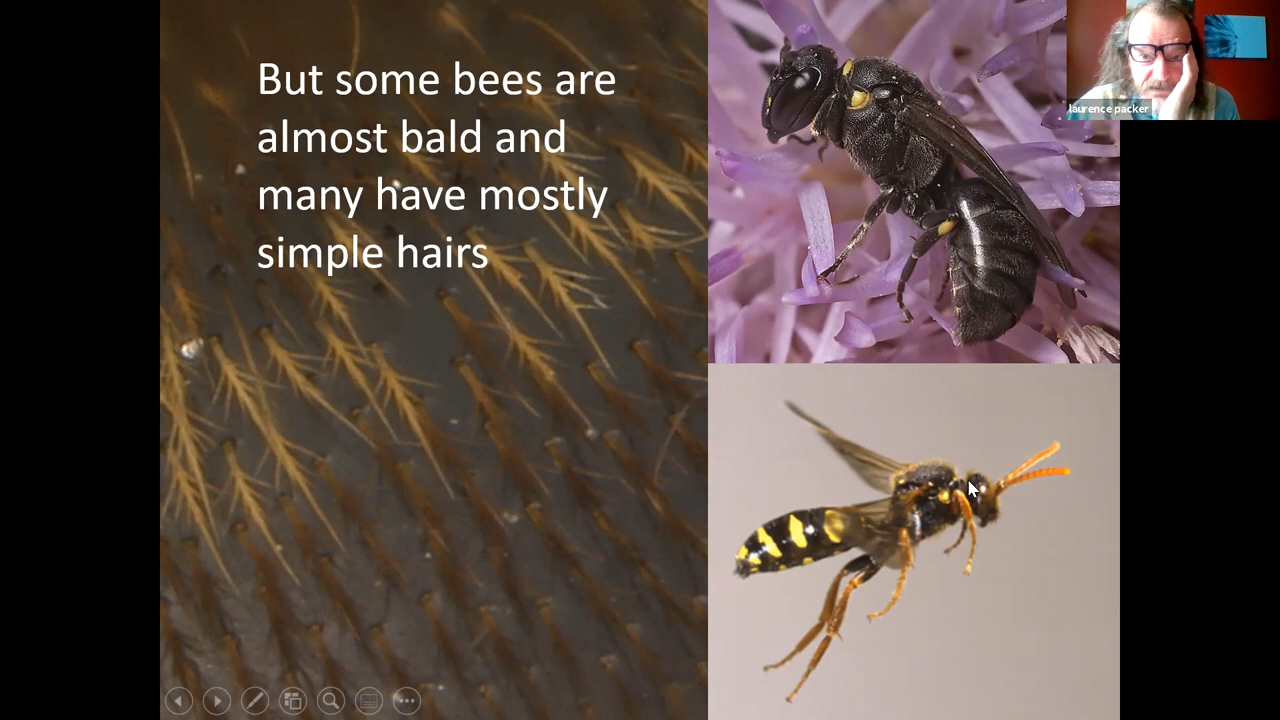 But some bees are
almost bald and
many have mostly
simple hairs
laurence packer